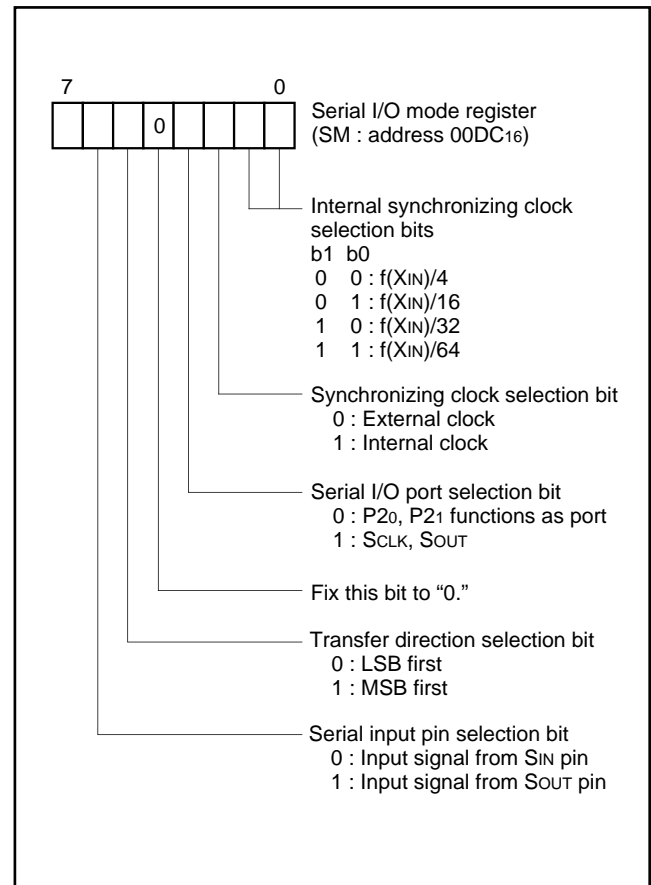 7 0
0
Serial I/O mode register
(SM : address 00DC16)
Internal synchronizing clock
selection bits
b1 b0
0 0 : f(XIN)/4
0 1 : f(XIN)/16
1 0 : f(XIN)/32
1 1 : f(XIN)/64
Synchronizing clock selection bit
0 : External clock
1 : Internal clock
Serial I/O port selection bit
0 : P20, P21 functions as port
1 : SCLK, SOUT
Fix this bit to “0.”
Transfer direction selection bit
0 : LSB first
1 : MSB first
Serial input pin selection bit
0 : Input signal from SIN pin
1 : Input signal from SOUT pin